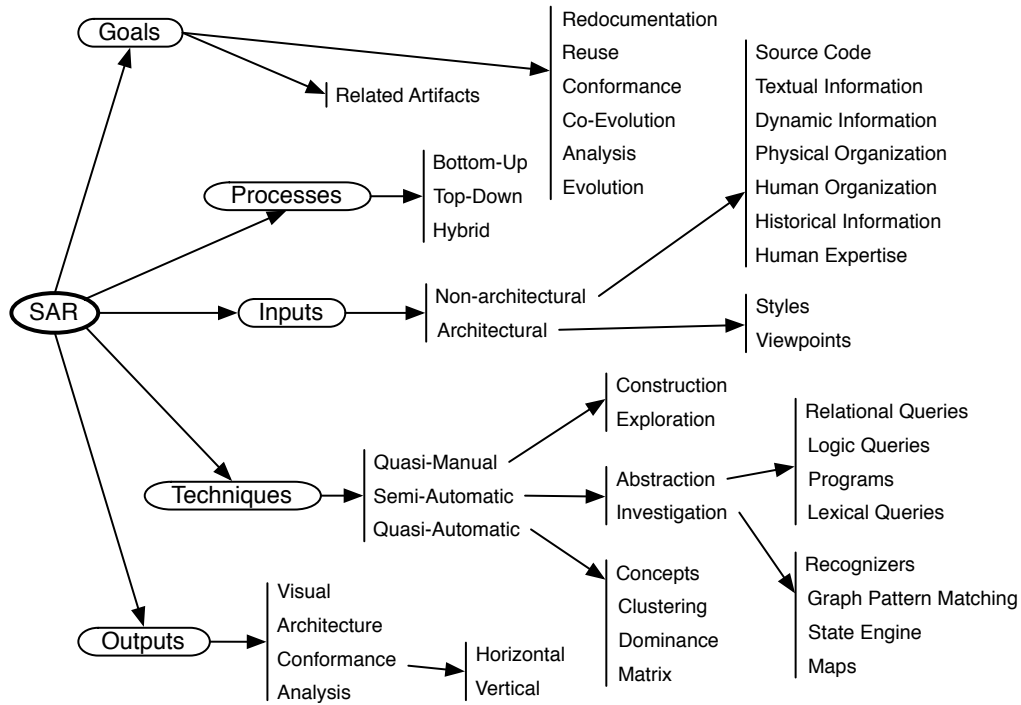 Goals
Related Artifacts
Redocumentation
Reuse
Conformance
Co-Evolution
Analysis
Evolution
Processes
Bottom-Up
Top-Down
Hybrid
SAR
Inputs
Non-architectural
Architectural
Source Code
Textual Information
Dynamic Information
Physical Organization
Human Organization
Historical Information
Human Expertise
Styles
Viewpoints
Techniques
Quasi-Manual
Semi-Automatic
Quasi-Automatic
Construction
Exploration
Abstraction
Investigation
Relational Queries
Logic Queries
Programs
Lexical Queries
Recognizers
Graph Pattern Matching
State Engine
Maps
Concepts
Clustering
Dominance
Matrix
Outputs
Visual
Architecture
Conformance
Analysis
Horizontal
Vertical